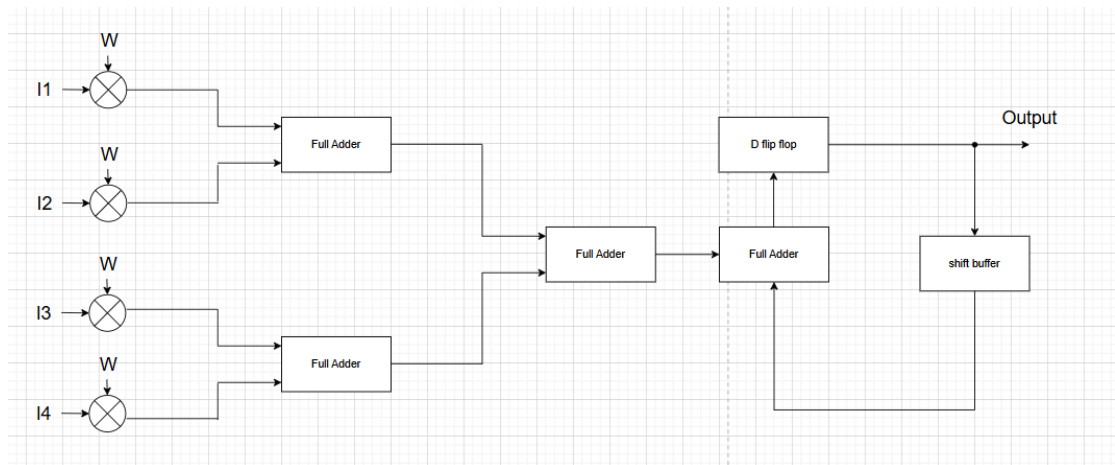 W
I1
Full Adder
W
I2
W
I3
Full Adder
W
I4
Full Adder
Full Adder
D flip flop
Output
shift buffer